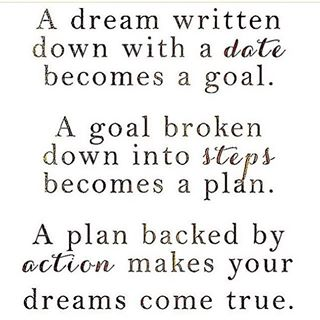 A dream written
down with a date
becomes a goal.
A goal broken
down into steps
becomes a plan.
A plan backed by
action makes your
dreams come true.